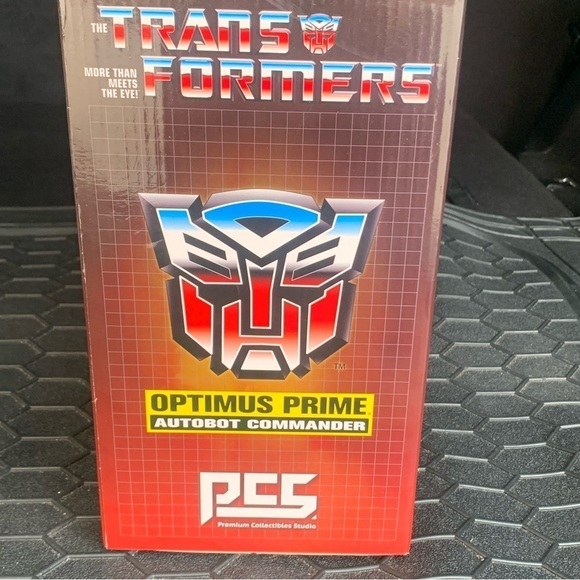 THE TRANS
FORMERS
MORE THAN
MEETS
THE EYE!
TM
OPTIMUS PRIME
AUTOBOT COMMANDER
PCS
Premium Collectibles Studio